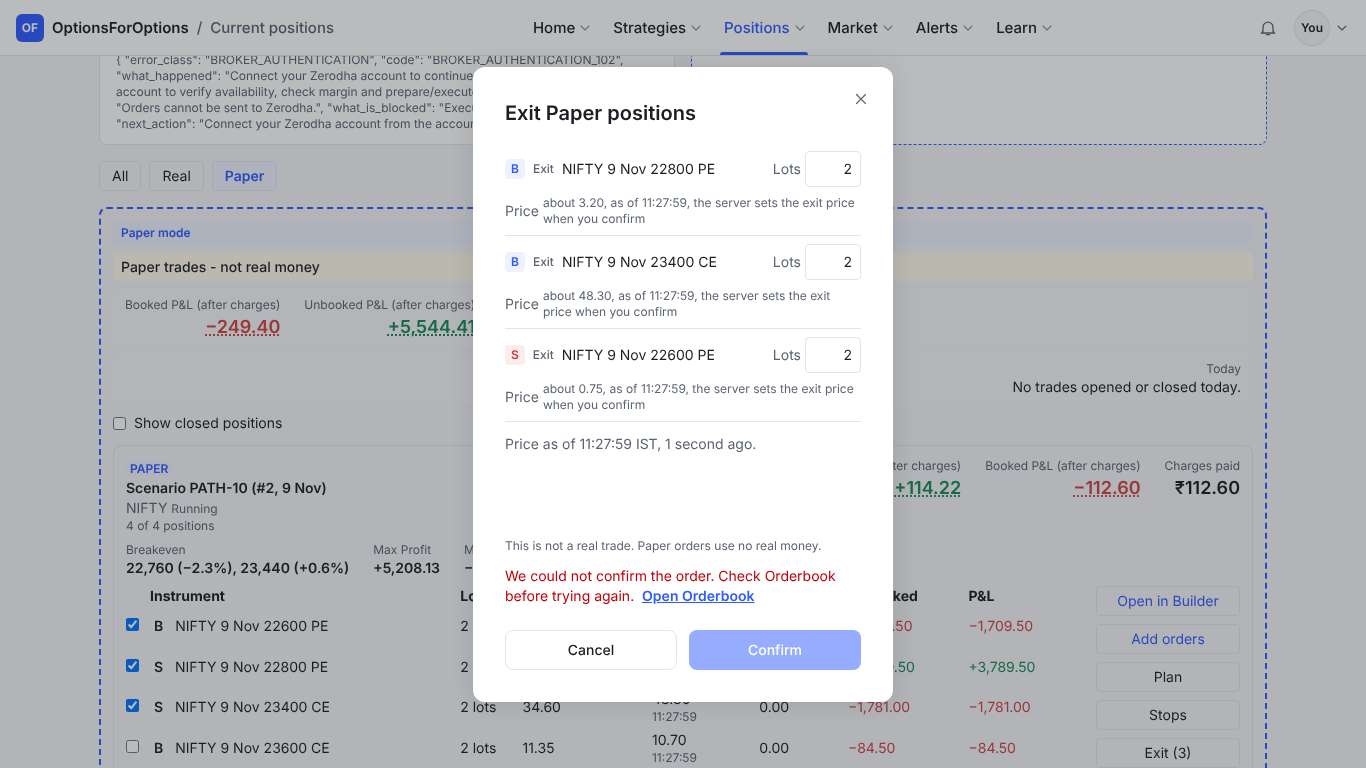 OF OptionsForOptions / Current positions Home Strategies Positions Market Alerts Learn You
{ "error_class": "BROKER_AUTHENTICATION", "code": "BROKER_AUTHENTICATION_102",
"what_happened": "Connect your Zerodha account to continue
account to verify availability, check margin and prepare/execute
"Orders cannot be sent to Zerodha.", "what_is_blocked":
"next_action": "Connect your Zerodha account from the
All Real Paper
Paper mode
Paper trades - not real money
Booked P&L (after charges) Unbooked P&L (after charges)
−249.40 +5,544.41
Today
No trades opened or closed today.
Show closed positions
PAPER
Scenario PATH-10 (#2, 9 Nov)
NIFTY Running
4 of 4 positions
charges) Booked P&L (after charges) Charges paid
+114.22 −112.60 ₹112.60
Breakeven Max Profit
22,760 (−2.3%), 23,440 (+0.6%) +5,208.13
Instrument P&L
B NIFTY 9 Nov 22600 PE 2 −1,709.50
S NIFTY 9 Nov 22800 PE 2 +3,789.50
S NIFTY 9 Nov 23400 CE 2 lots 34.60 0.00 −1,781.00 −1,781.00
11:27:59
B NIFTY 9 Nov 23600 CE 2 lots 11.35 10.70 0.00 −84.50 −84.50
11:27:59
Open in Builder
Add orders
Plan
Stops
Exit (3)
Exit Paper positions
B Exit NIFTY 9 Nov 22800 PE Lots 2
Price about 3.20, as of 11:27:59, the server sets the exit price
when you confirm
B Exit NIFTY 9 Nov 23400 CE Lots 2
Price about 48.30, as of 11:27:59, the server sets the exit
price when you confirm
S Exit NIFTY 9 Nov 22600 PE Lots 2
Price about 0.75, as of 11:27:59, the server sets the exit price
when you confirm
Price as of 11:27:59 IST, 1 second ago.
This is not a real trade. Paper orders use no real money.
We could not confirm the order. Check Orderbook
before trying again. Open Orderbook
Cancel Confirm